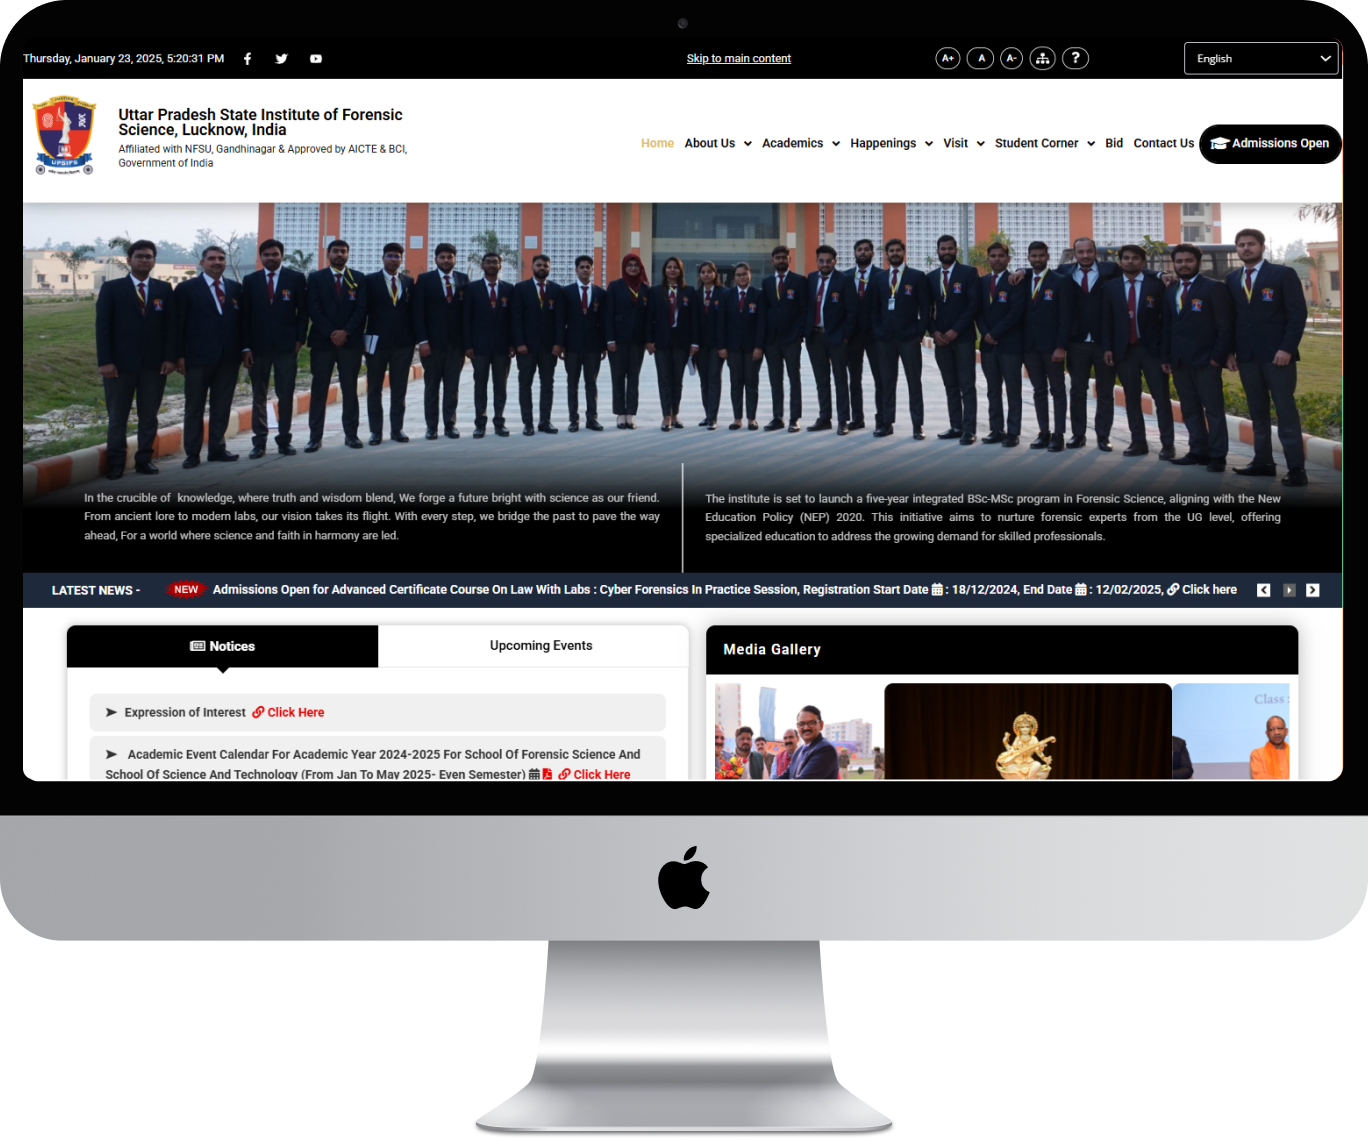 Thursday, January 23, 2025, 5:20:31 PM
Skip to main content
A+ A A- ?
English
UPSIFS
Uttar Pradesh State Institute of Forensic
Science, Lucknow, India
Affiliated with NFSU, Gandhinagar & Approved by AICTE & BCI,
Government of India
Home About Us Academics Happenings Visit Student Corner Bid Contact Us Admissions Open
In the crucible of knowledge, where truth and wisdom blend, We forge a future bright with science as our friend.
From ancient lore to modern labs, our vision takes its flight. With every step, we bridge the past to pave the way
ahead, For a world where science and faith in harmony are led.
The institute is set to launch a five-year integrated BSc-MSc program in Forensic Science, aligning with the New
Education Policy (NEP) 2020. This initiative aims to nurture forensic experts from the UG level, offering
specialized education to address the growing demand for skilled professionals.
LATEST NEWS - NEW Admissions Open for Advanced Certificate Course On Law With Labs : Cyber Forensics In Practice Session, Registration Start Date : 18/12/2024, End Date : 12/02/2025, Click here
Notices
Upcoming Events
Expression of Interest Click Here
Academic Event Calendar For Academic Year 2024-2025 For School Of Forensic Science And
School Of Science And Technology (From Jan To May 2025- Even Semester) Click Here
Media Gallery
Class